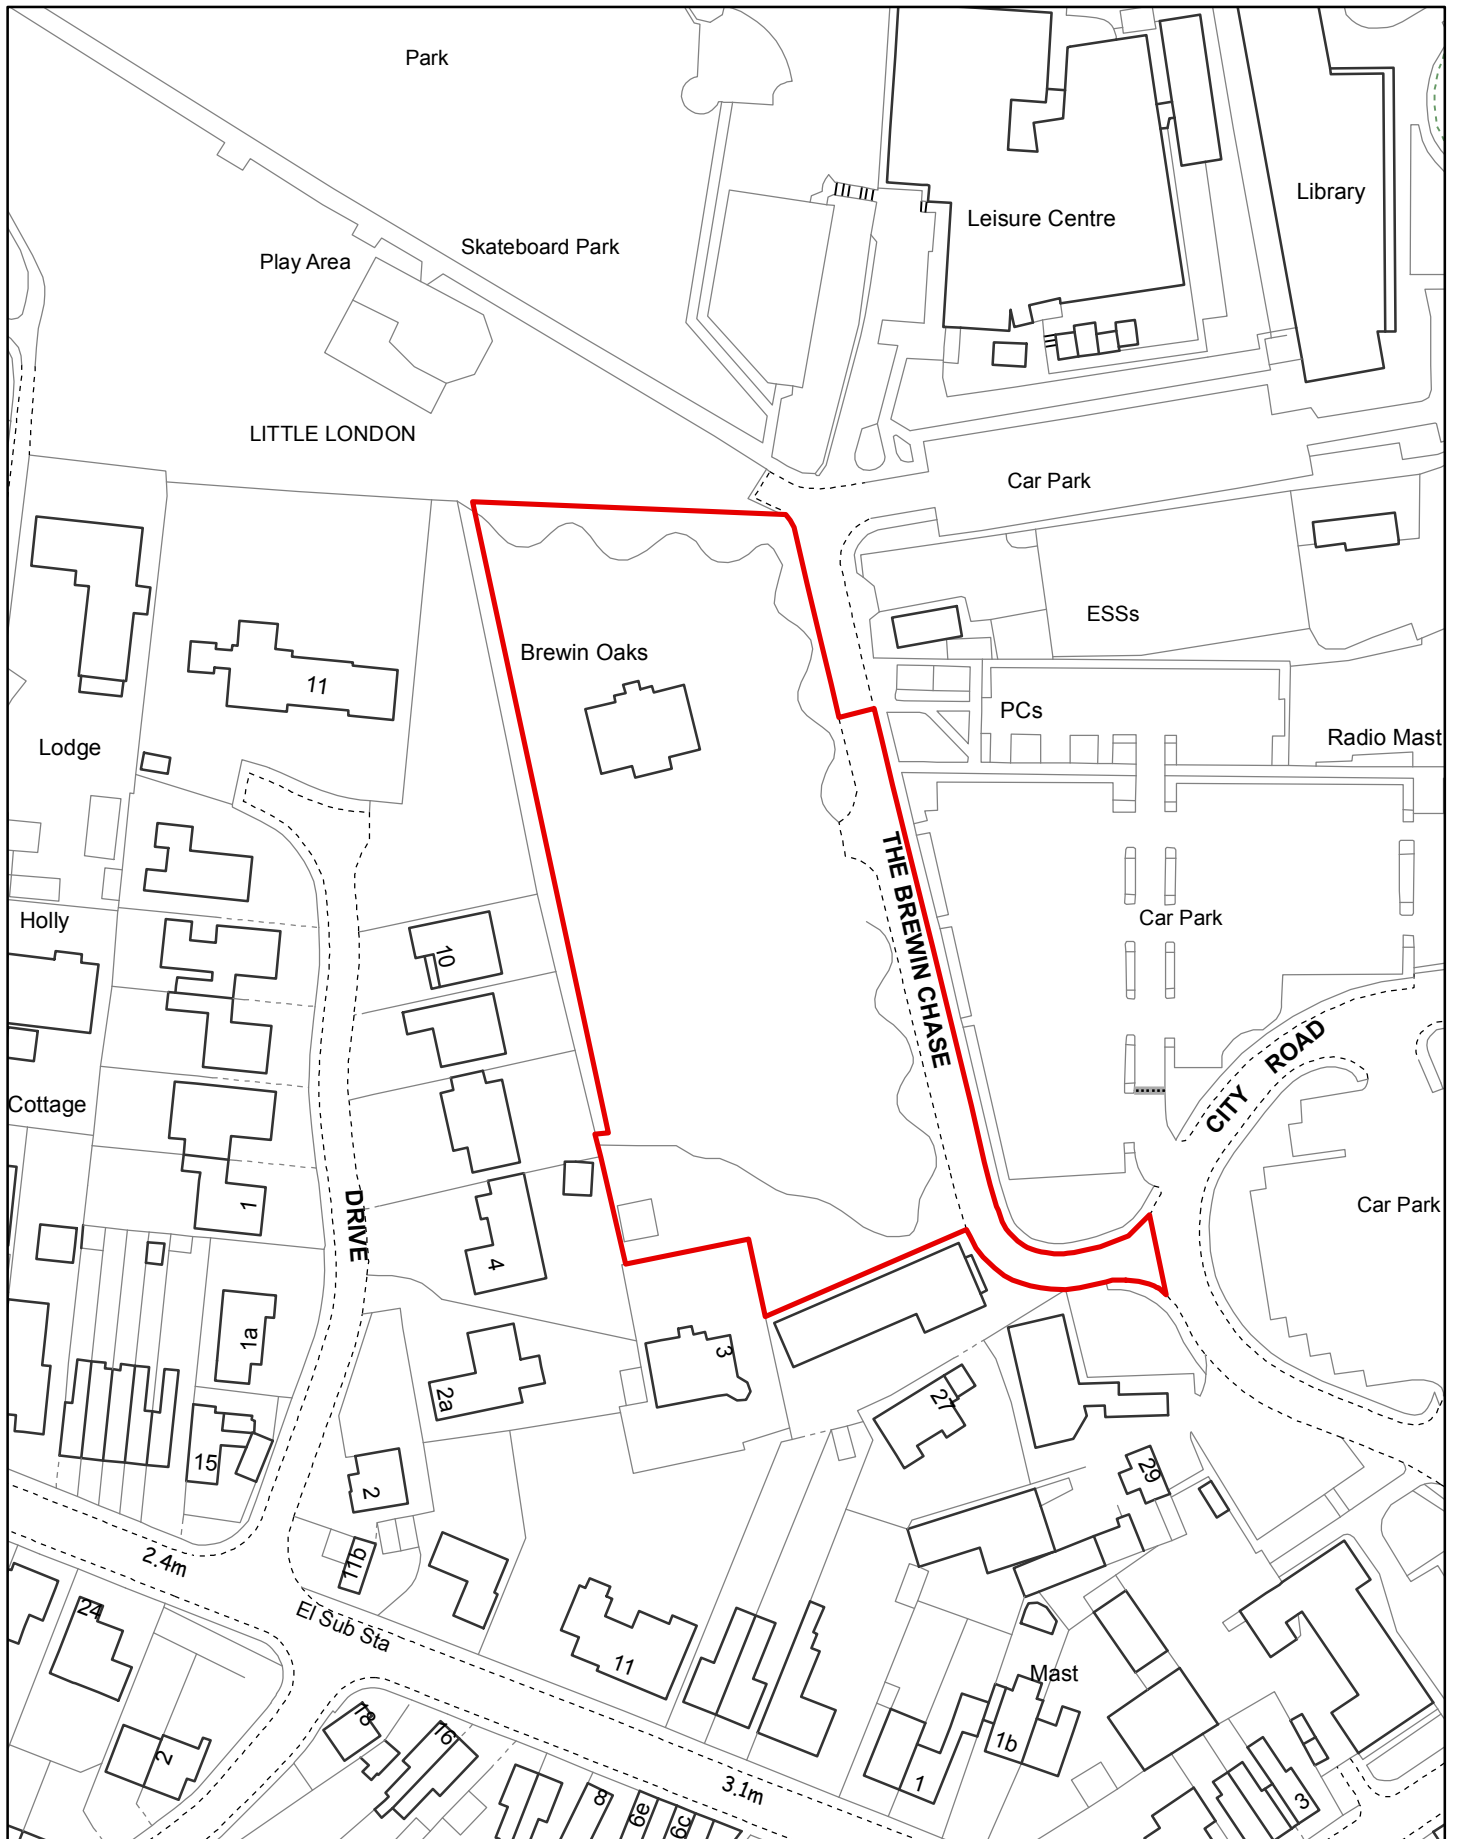 Park
Library
Leisure Centre
Skateboard Park
Play Area
LITTLE LONDON
Car Park
ESSs
Brewin Oaks
11
PCs
Radio Mast
Lodge
THE BREWIN CHASE
Car Park
Holly
10
CITY ROAD
Cottage
1
DRIVE
Car Park
4
1a
3
2a
27
15
29
2
2.4m
11b
24
El Sub Sta
11
Mast
18
16
2
1b
1
3.1m
8
6e
6c
3